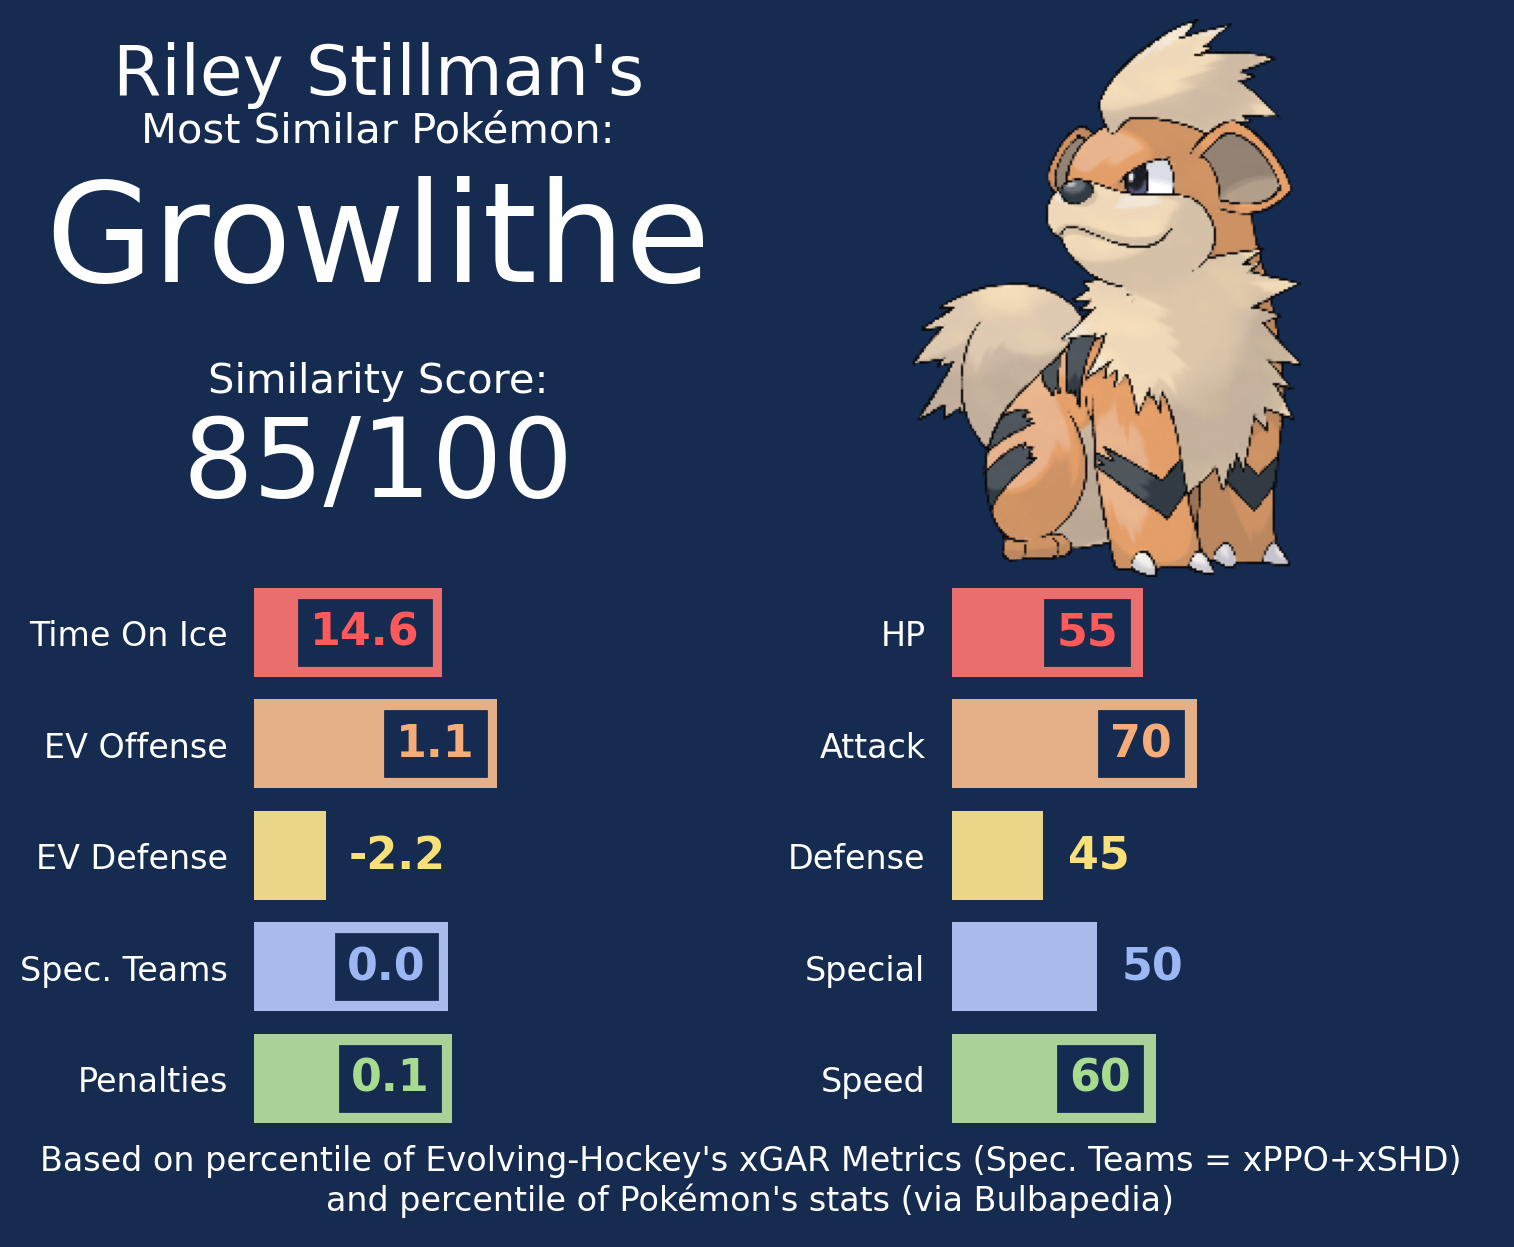 Riley Stillman's
Most Similar Pokémon:
Growlithe
Similarity Score:
85/100
Time On Ice 14.6
EV Offense 1.1
EV Defense -2.2
Spec. Teams 0.0
Penalties 0.1
HP 55
Attack 70
Defense 45
Special 50
Speed 60
Based on percentile of Evolving-Hockey's xGAR Metrics (Spec. Teams = xPPO+xSHD)
and percentile of Pokémon's stats (via Bulbapedia)